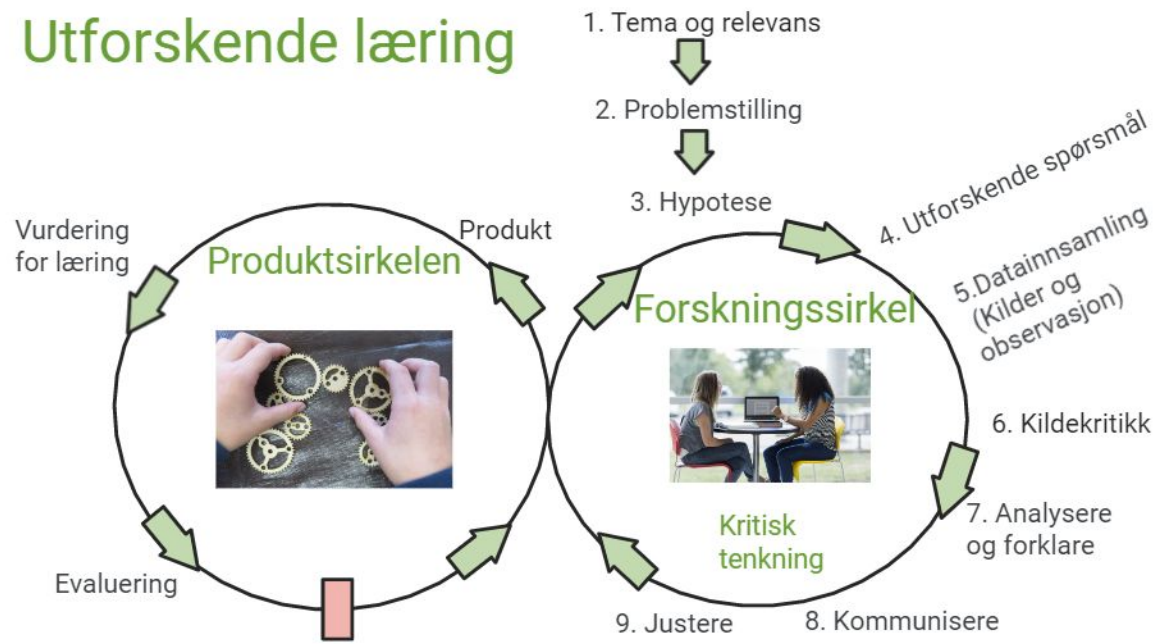 Utforskende læring
1. Tema og relevans
2. Problemstilling
3. Hypotese
4. Utforskende spørsmål
5.Datainnsamling
(Kilder og
observasjon)
6. Kildekritikk
7. Analysere
og forklare
8. Kommunisere
9. Justere
Forskningssirkel
Kritisk
tenkning
Produktsirkelen
Produkt
Vurdering
for læring
Evaluering